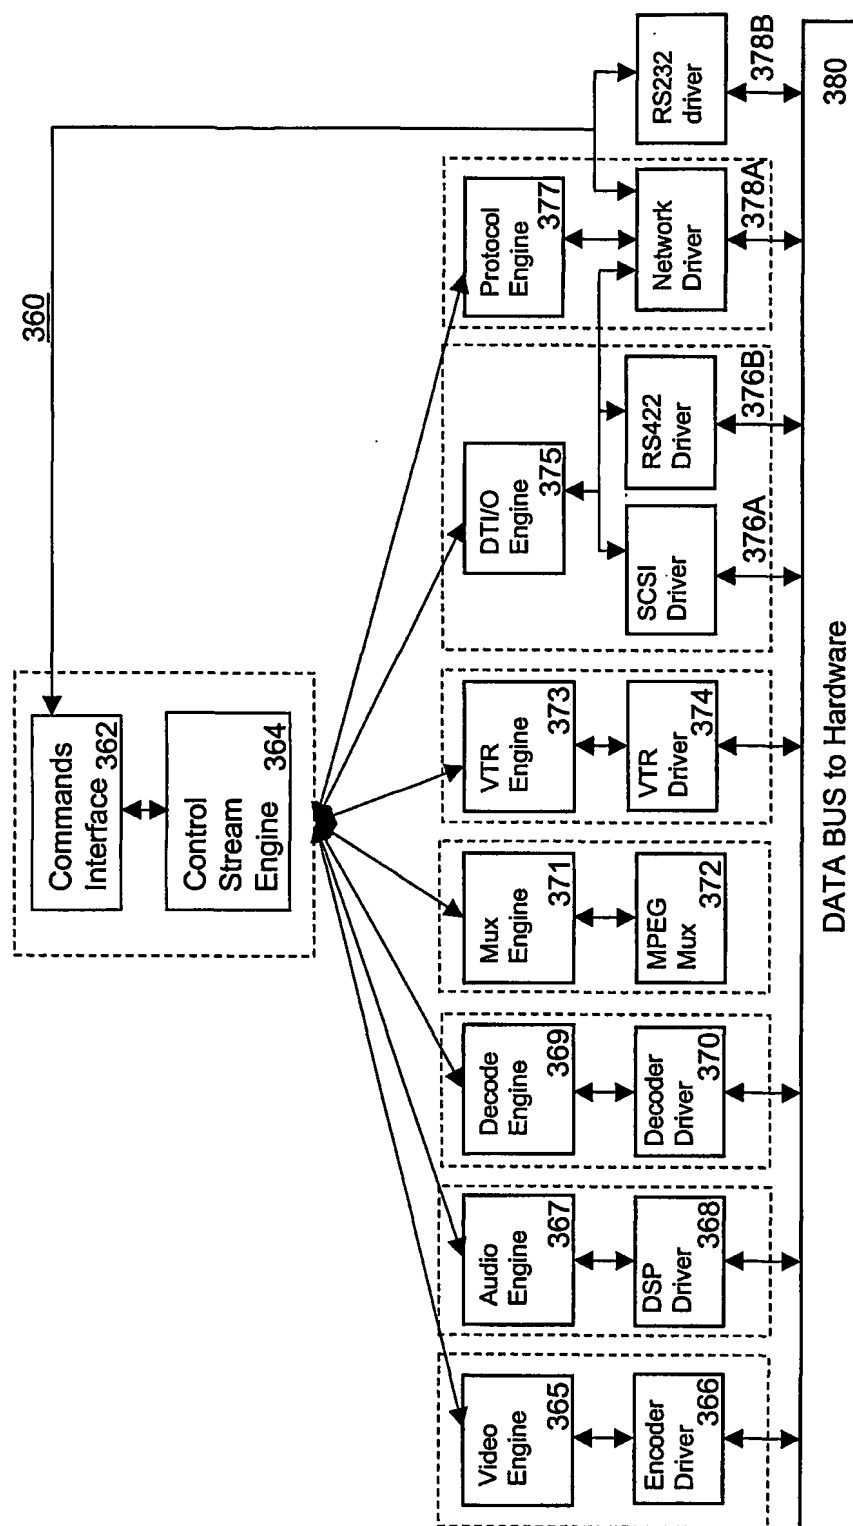 360
Commands
Interface 362
Control
Stream
Engine 364
Video
Engine
365
Audio
Engine
367
Decode
Engine
369
Mux
Engine
371
VTR
Engine
373
DTI/O
Engine
375
Protocol
Engine
377
Encoder
Driver
366
DSP
Driver
368
Decoder
Driver
370
MPEG
Mux
372
VTR
Driver
374
SCSI
Driver
376A
RS422
Driver
376B
Network
Driver
378A
RS232
driver
378B
DATA BUS to Hardware
380